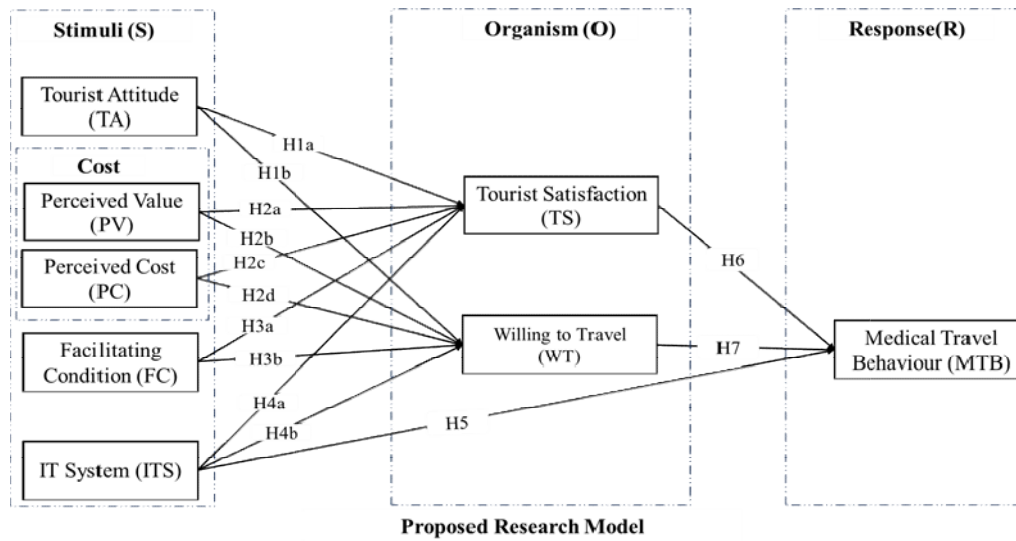 Stimuli (S)
Organism (O)
Response(R)
Tourist Attitude
(TA)
Cost
Perceived Value
(PV)
Perceived Cost
(PC)
Facilitating
Condition (FC)
IT System (ITS)
H1a
H1b
H2a
H2b
H2c
H2d
H3a
H3b
H4a
H4b
H5
Tourist Satisfaction
(TS)
Willing to Travel
(WT)
H6
H7
Medical Travel
Behaviour (MTB)
Proposed Research Model